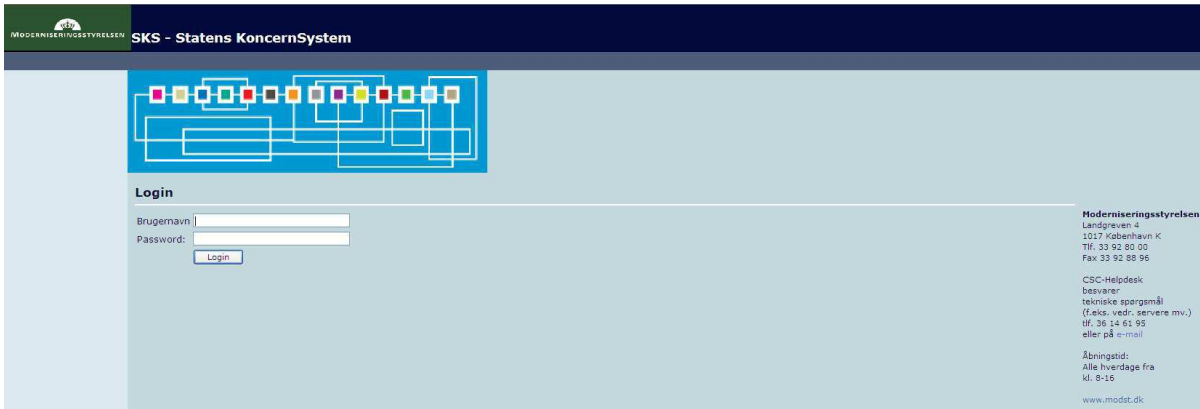 MODERNISERINGSSTYRELSEN
SKS - Statens KoncernSystem
Login
Brugernavn
Password:
Login
Moderniseringsstyrelsen
Landgreven 4
1017 København K
Tlf. 33 92 80 00
Fax 33 92 88 96
CSC-Helpdesk
besvarer
tekniske spørgsmål
(f.eks. vedr. servere mv.)
tlf. 36 14 61 95
eller på e-mail
Åbningstid:
Alle hverdage fra
kl. 8-16
www.modst.dk